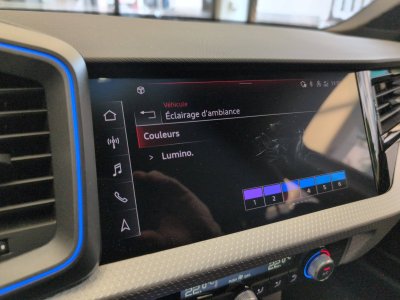 Véhicule
Éclairage d'ambiance
Couleurs
> Lumino.
1 2 3 4 5 6